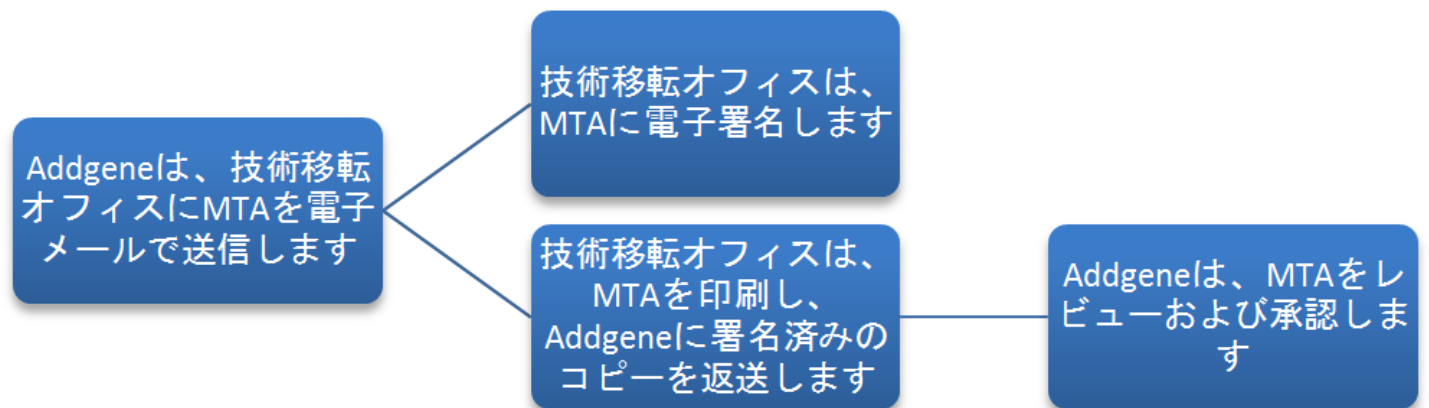 Addgeneは、技術移転
オフィスにMTAを電子
メールで送信します
技術移転オフィスは、
MTAに電子署名します
技術移転オフィスは、
MTAを印刷し、
Addgeneに署名済みの
コピーを返送します
Addgeneは、MTAをレ
ビューおよび承認しま
す